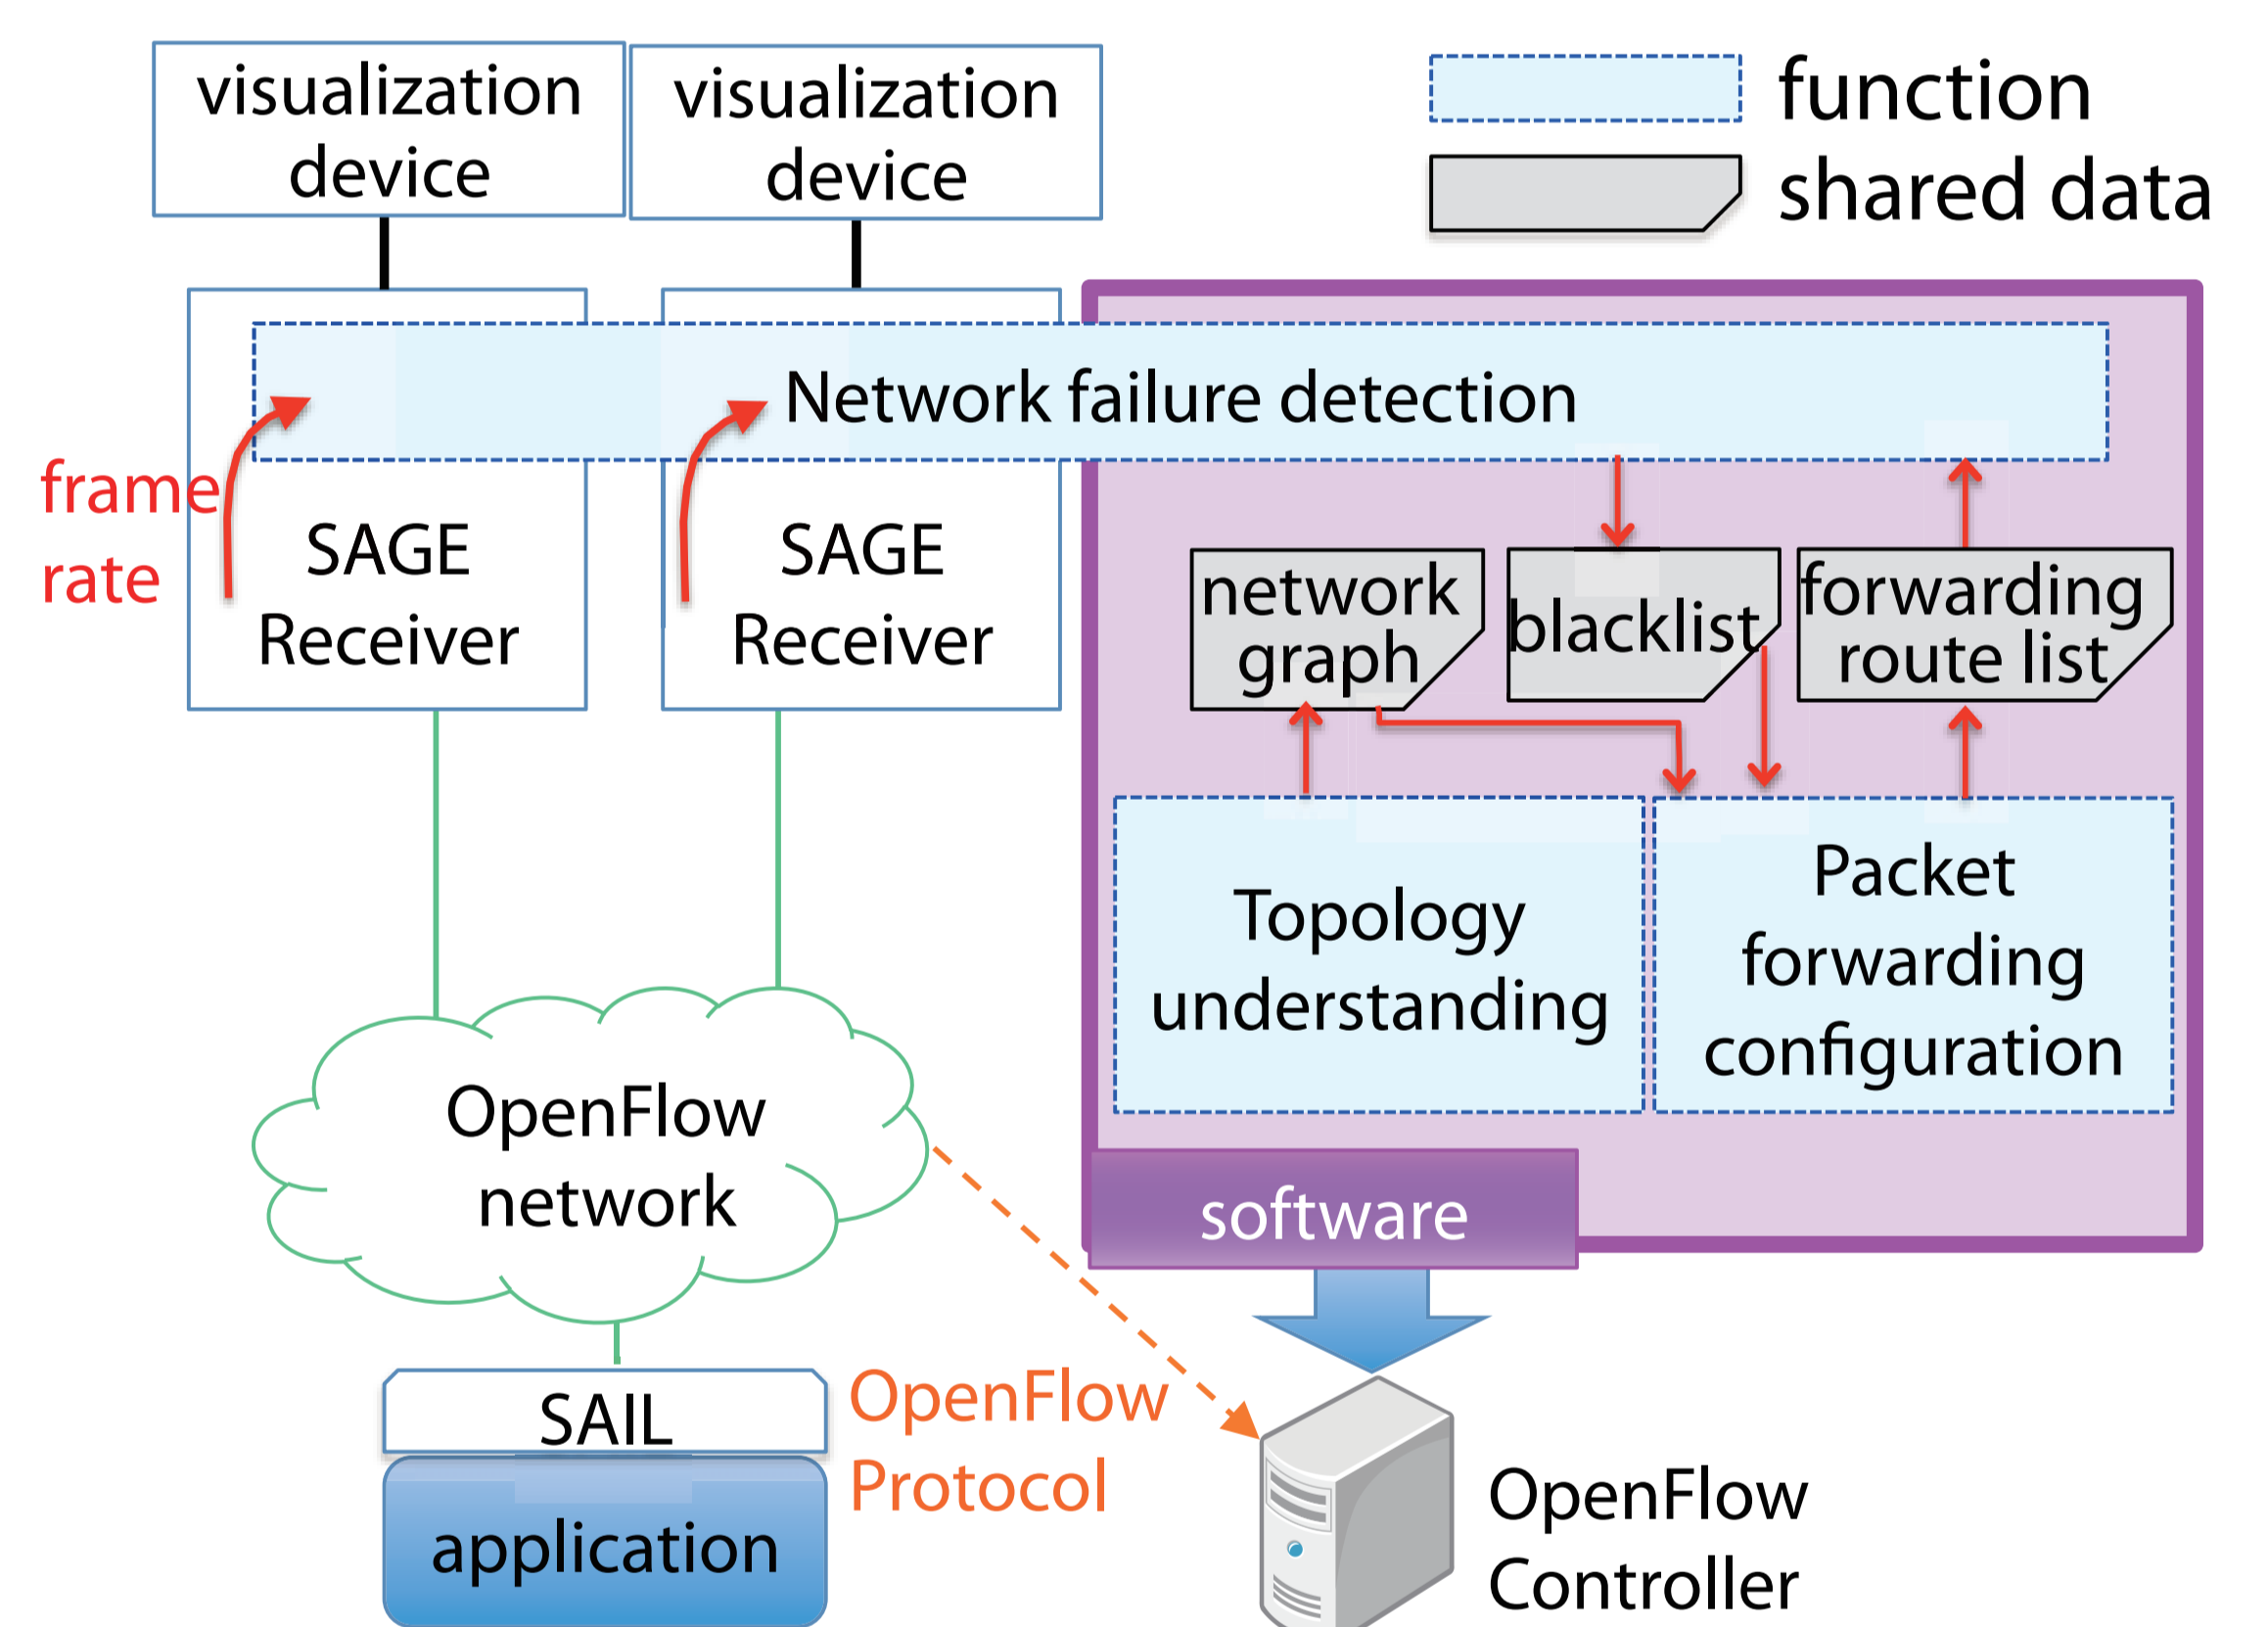 visualization
device
visualization
device
function
shared data
Network failure detection
frame
rate
SAGE
Receiver
SAGE
Receiver
network
graph
blacklist
forwarding
route list
Topology
understanding
Packet
forwarding
configuration
OpenFlow
network
software
SAIL
application
OpenFlow
Protocol
OpenFlow
Controller